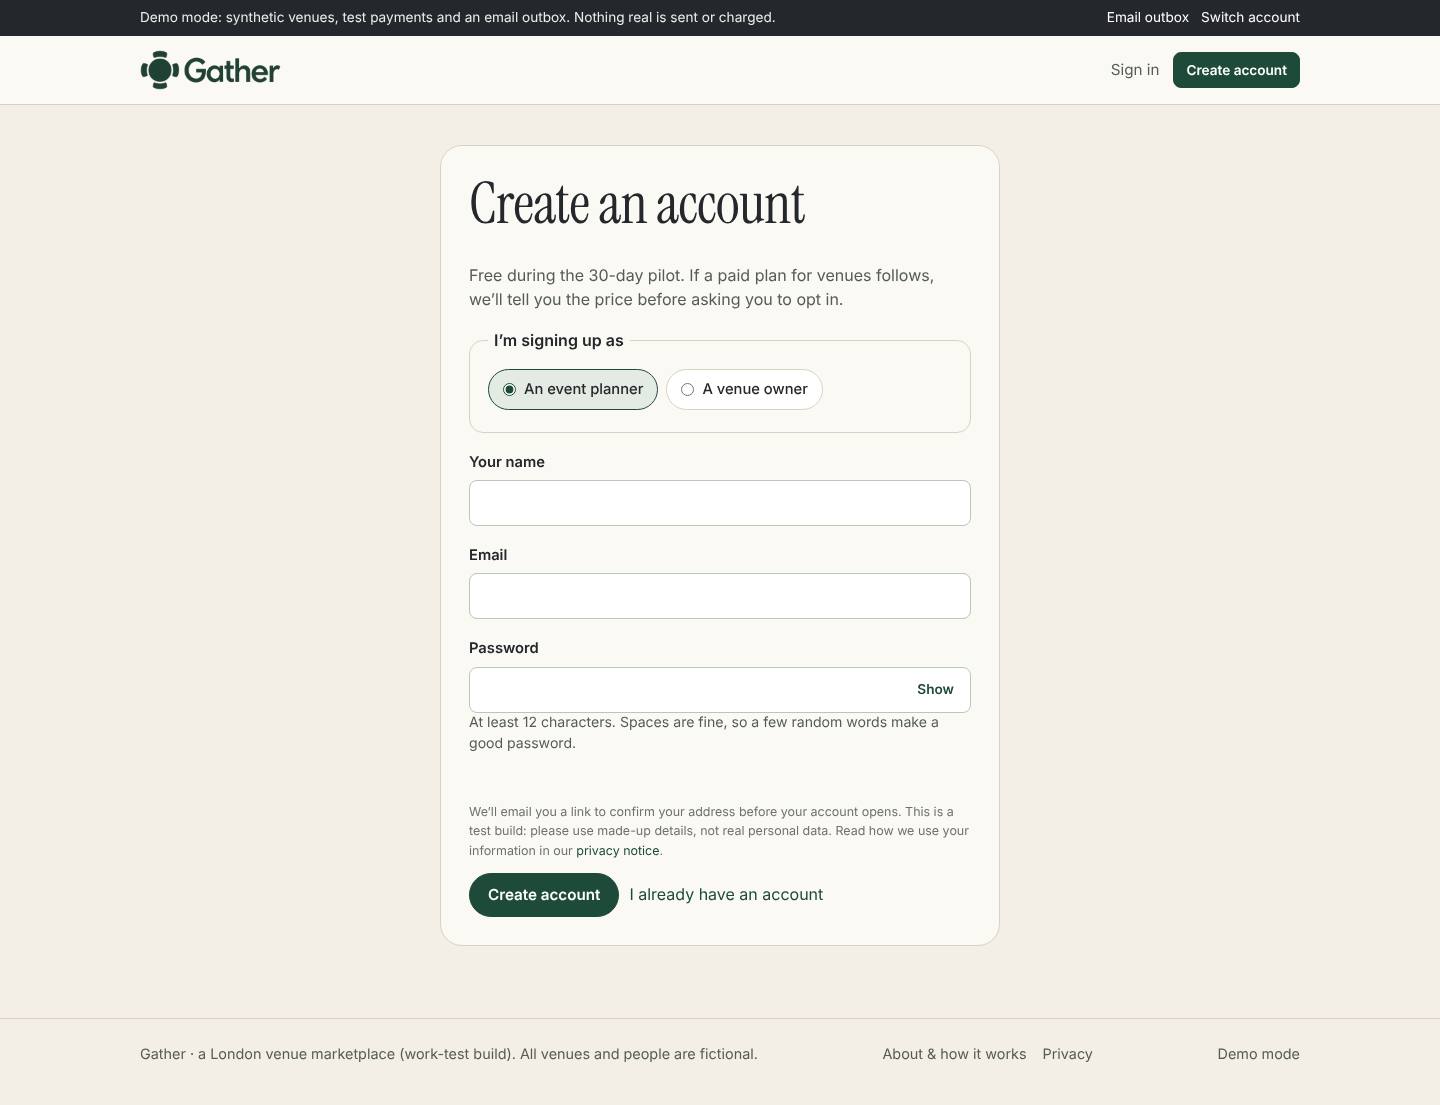 Demo mode: synthetic venues, test payments and an email outbox. Nothing real is sent or charged.
Email outbox
Switch account
Gather
Sign in
Create account
Create an account
Free during the 30-day pilot. If a paid plan for venues follows,
we’ll tell you the price before asking you to opt in.
I’m signing up as
An event planner
A venue owner
Your name
Email
Password
Show
At least 12 characters. Spaces are fine, so a few random words make a
good password.
We’ll email you a link to confirm your address before your account opens. This is a
test build: please use made-up details, not real personal data. Read how we use your
information in our privacy notice.
Create account
I already have an account
Gather · a London venue marketplace (work-test build). All venues and people are fictional.
About & how it works
Privacy
Demo mode